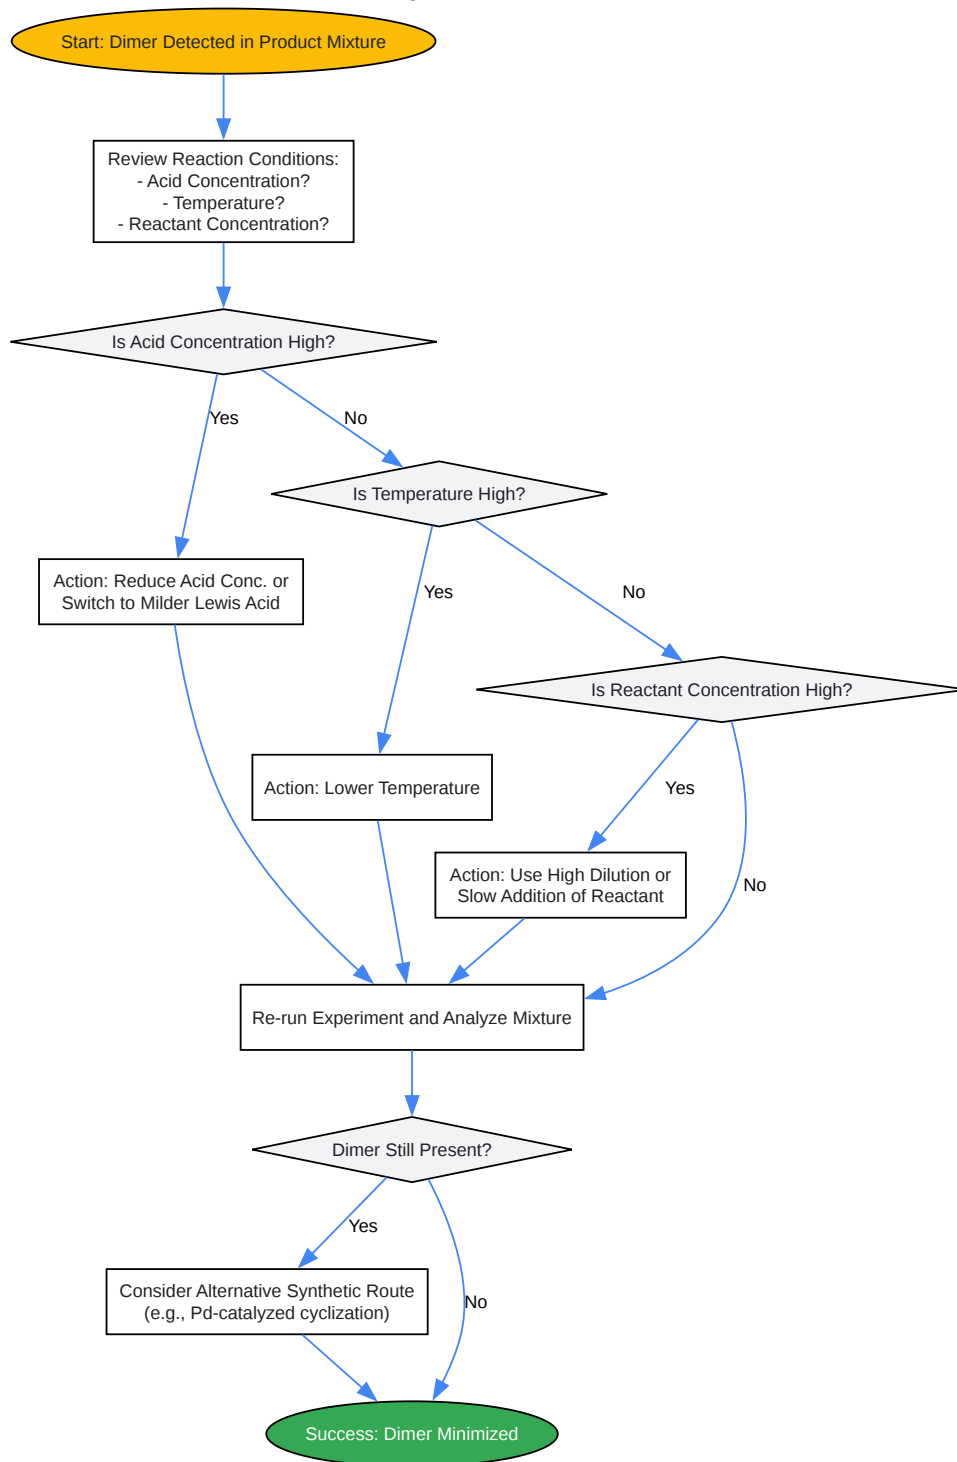 Start: Dimer Detected in Product Mixture
Review Reaction Conditions:
- Acid Concentration?
- Temperature?
- Reactant Concentration?
Is Acid Concentration High?
Yes
No
Is Temperature High?
Action: Reduce Acid Conc. or
Switch to Milder Lewis Acid
Yes
No
Is Reactant Concentration High?
Action: Lower Temperature
Yes
Action: Use High Dilution or
Slow Addition of Reactant
No
Re-run Experiment and Analyze Mixture
Dimer Still Present?
Yes
Consider Alternative Synthetic Route
(e.g., Pd-catalyzed cyclization)
No
Success: Dimer Minimized